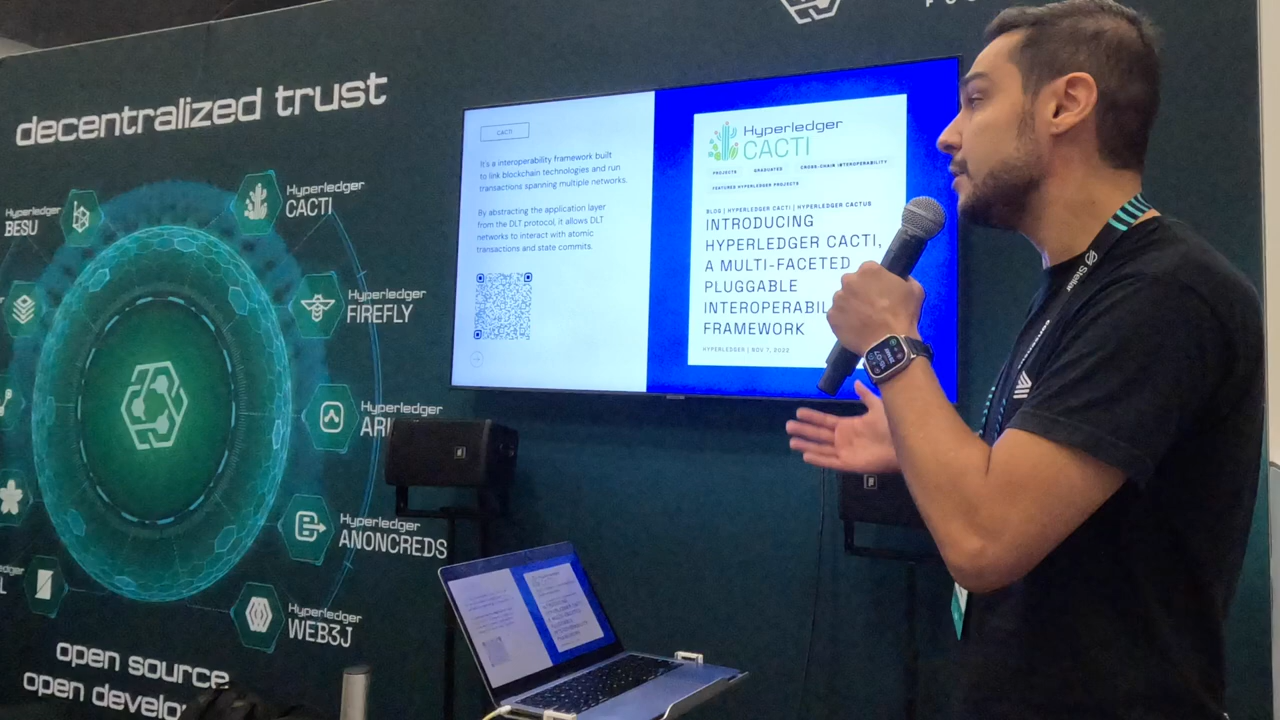 decentralized trust
Hyperledger
BESU
Hyperledger
CACTI
Hyperledger
FIREFLY
Hyperledger
Hyperledger
ANONCREDS
Hyperledger
WEB3J
open source
CACTI
It's a interoperability framework built
to link blockchain technologies and run
transactions spanning multiple networks.
By abstracting the application layer
from the DLT protocol, it allows DLT
networks to interact with atomic
transactions and state commits.
Hyperledger
CACTI
PROJECTS GRADUATED CROSS-CHAIN INTEROPERABILITY
FEATURED HYPERLEDGER PROJECTS
BLOG | HYPERLEDGER CACTI | HYPERLEDGER CACTUS
INTRODUCING
HYPERLEDGER CACTI,
A MULTI-FACETED
PLUGGABLE
INTEROPERABIL
FRAMEWORK
HYPERLEDGER | NOV 7, 2022
Stellar